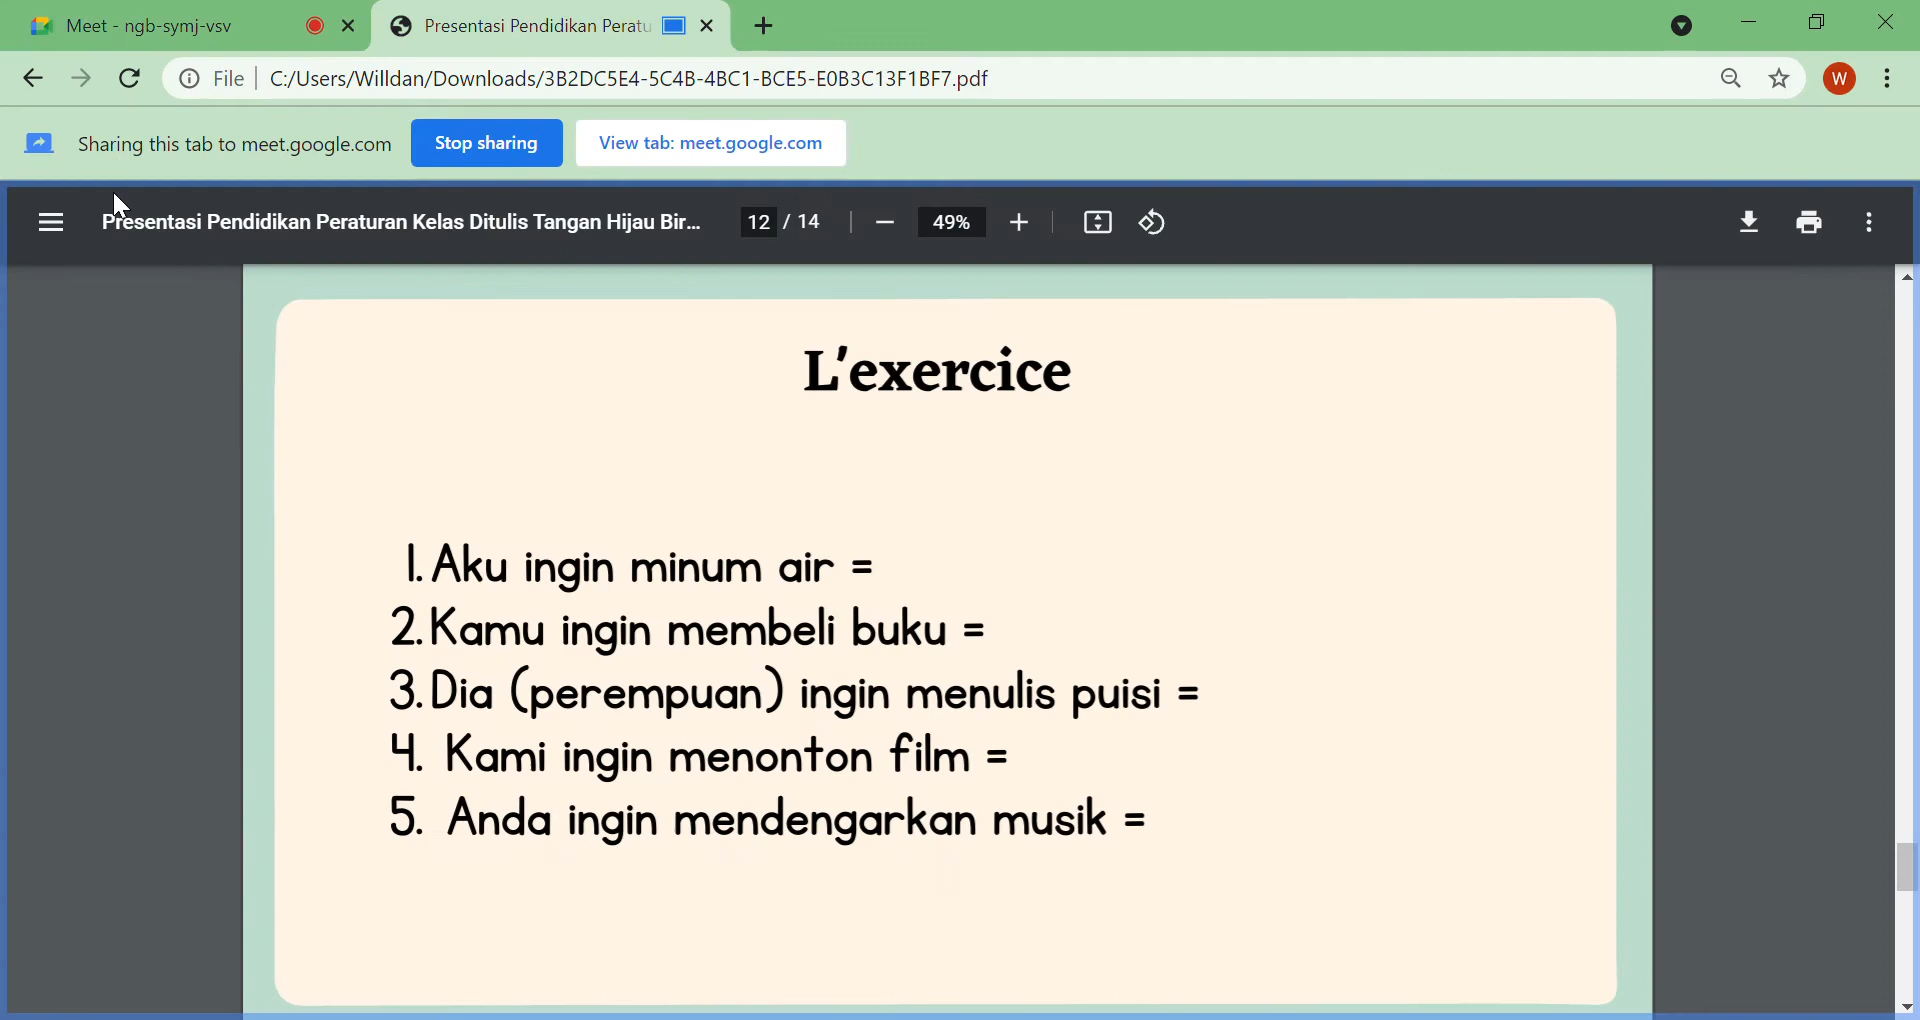 Meet - ngb-symj-vsv
Presentasi Pendidikan Peratu
File
C:/Users/Willdan/Downloads/3B2DC5E4-5C4B-4BC1-BCE5-E0B3C13F1BF7.pdf
W
Sharing this tab to meet.google.com
Stop sharing
View tab: meet.google.com
Presentasi Pendidikan Peraturan Kelas Ditulis Tangan Hijau Bir...
12 / 14
49%
L'exercice
1. Aku ingin minum air =
2. Kamu ingin membeli buku =
3. Dia (perempuan) ingin menulis puisi =
4. Kami ingin menonton film =
5. Anda ingin mendengarkan musik =